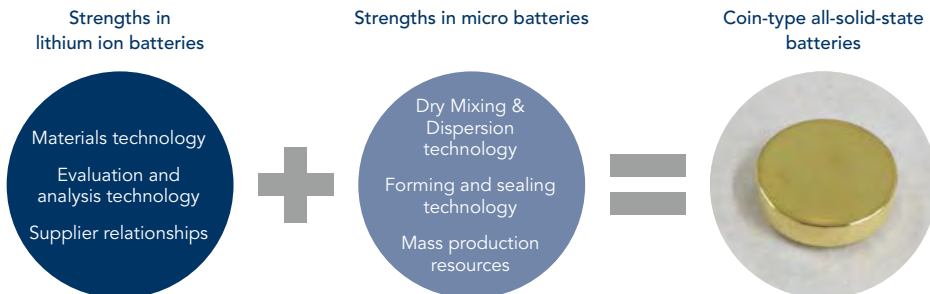 Strengths in
lithium ion batteries
Strengths in micro batteries
Coin-type all-solid-state
batteries
Materials technology
Evaluation and
analysis technology
Supplier relationships
Dry Mixing &
Dispersion
technology
Forming and sealing
technology
Mass production
resources